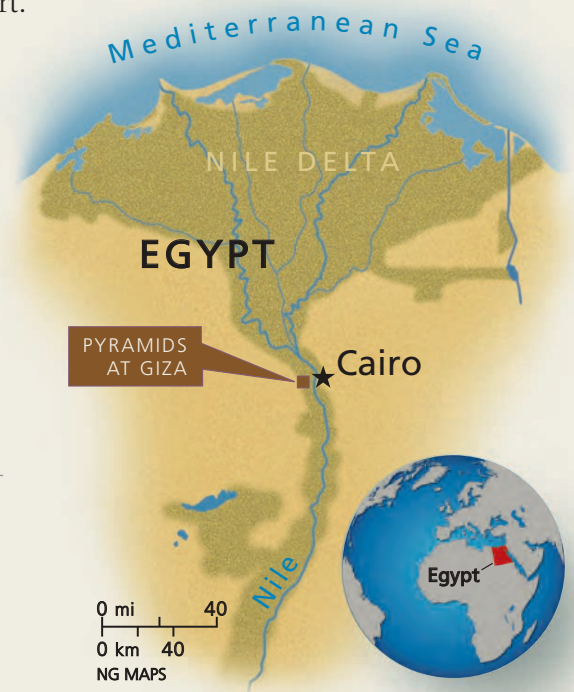 rt.
Mediterranean Sea
NILE DELTA
EGYPT
PYRAMIDS
AT GIZA
Cairo
Nile
Egypt
0 mi 40
0 km 40
NG MAPS